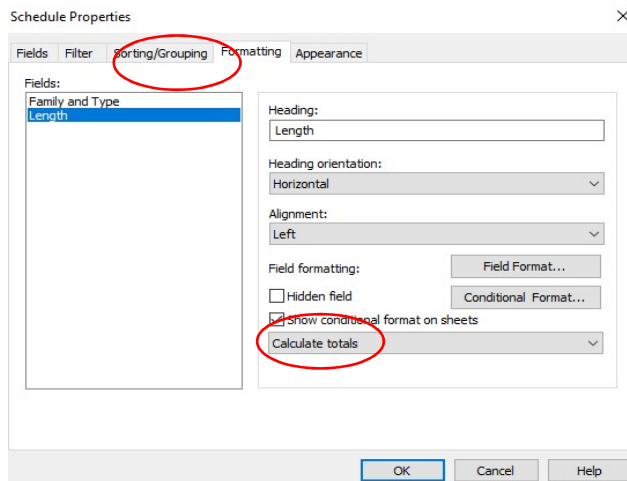 Schedule Properties
Fields Filter Sorting/Grouping Formatting Appearance
Fields:
Family and Type
Length
Heading:
Length
Heading orientation:
Horizontal
Alignment:
Left
Field formatting: Field Format...
Hidden field Conditional Format...
Show conditional format on sheets
Calculate totals
OK Cancel Help